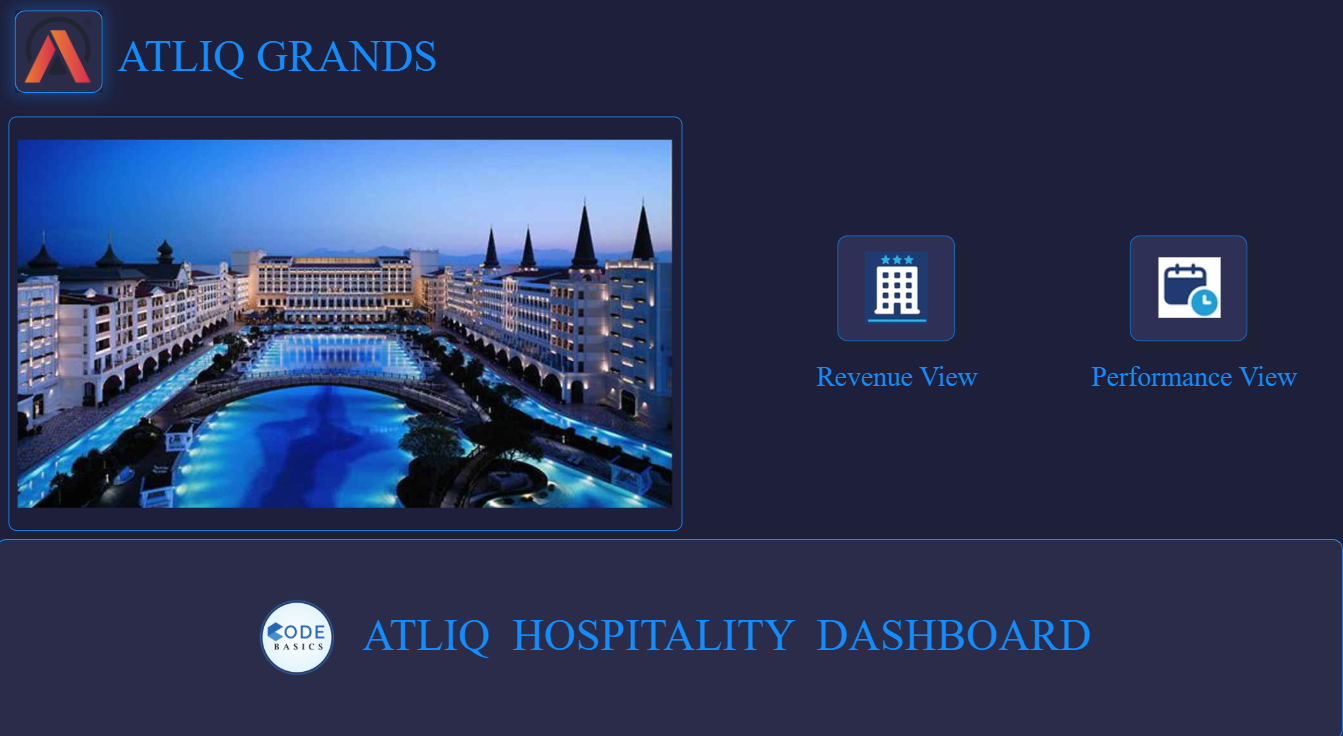 ATLIQ GRANDS
Revenue View
Performance View
CODE
BASICS
ATLIQ HOSPITALITY DASHBOARD